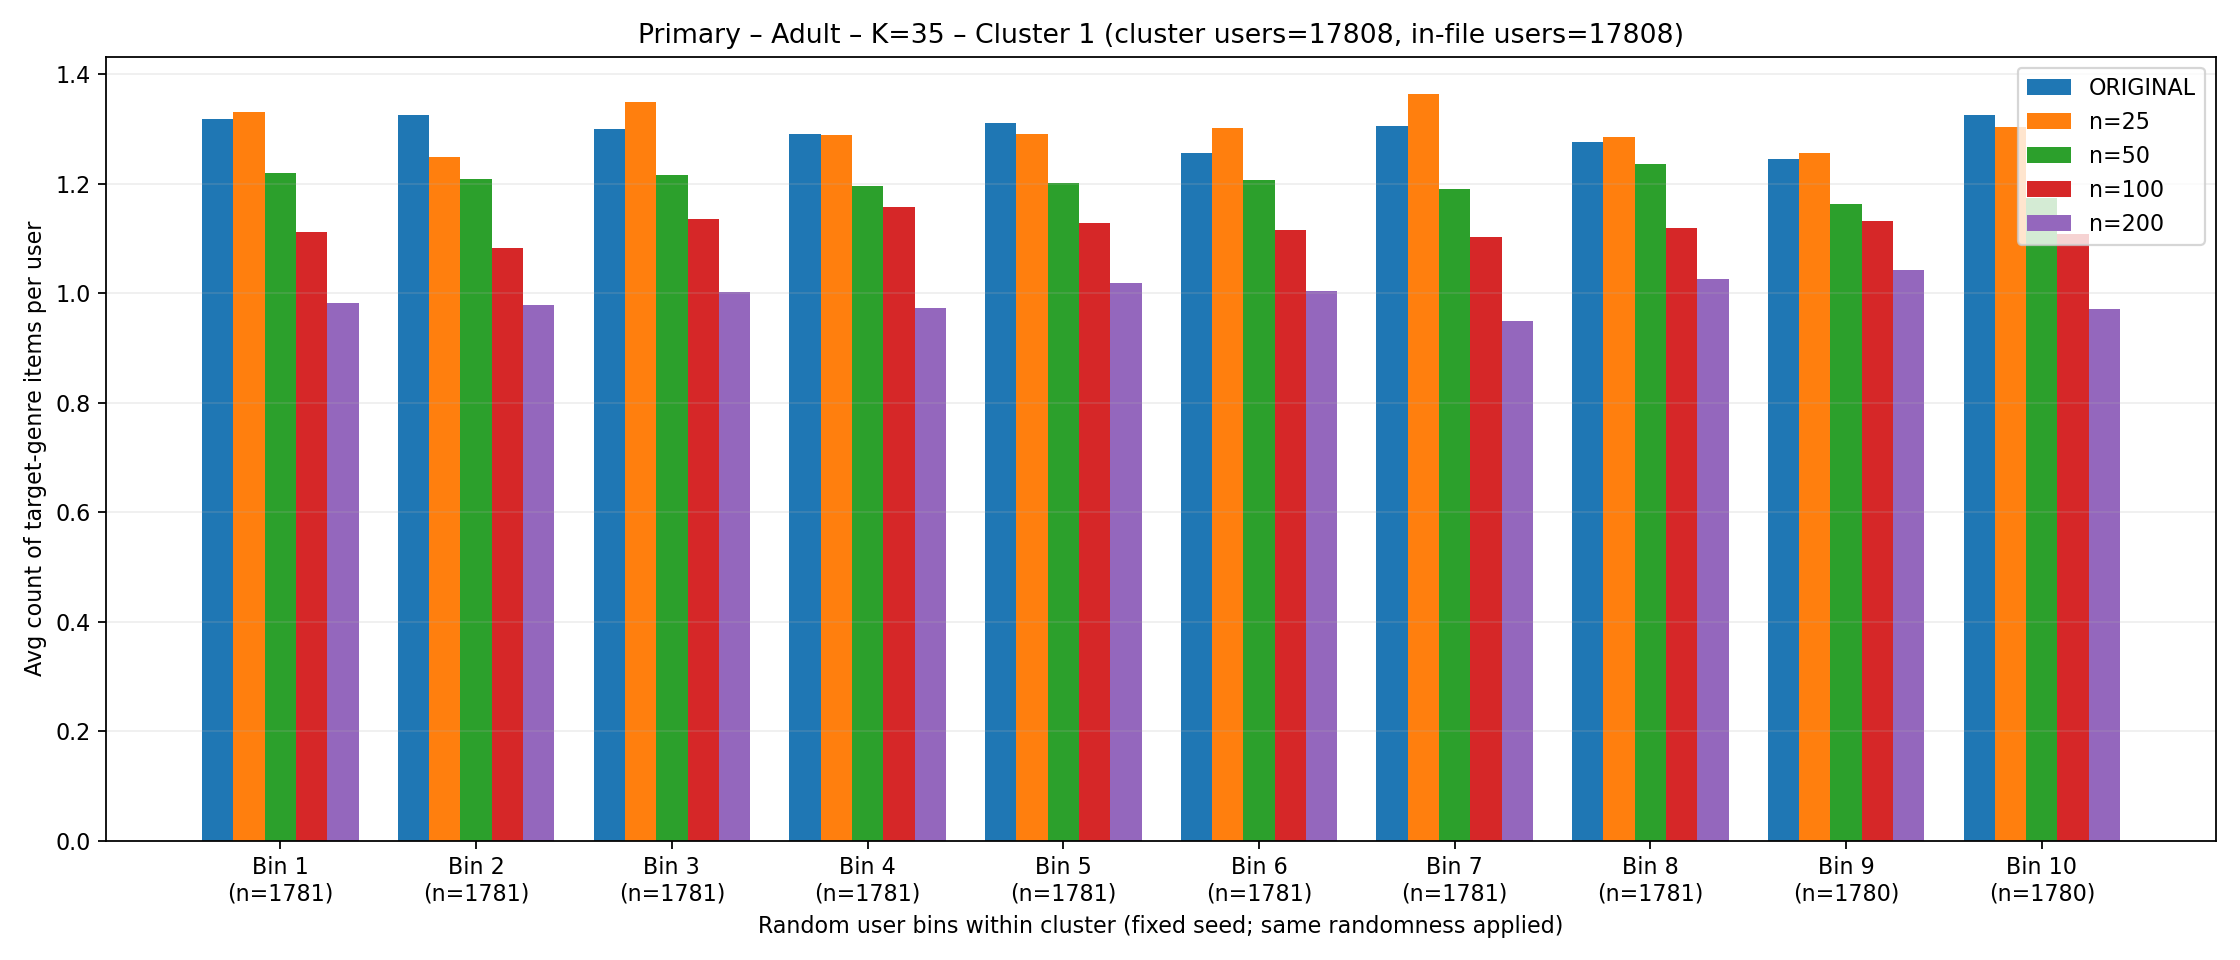 Primary – Adult – K=35 – Cluster 1 (cluster users=17808, in-file users=17808)
Avg count of target-genre items per user
1.4
1.2
1.0
0.8
0.6
0.4
0.2
0.0
ORIGINAL
n=25
n=50
n=100
n=200
Bin 1
(n=1781)
Bin 2
(n=1781)
Bin 3
(n=1781)
Bin 4
(n=1781)
Bin 5
(n=1781)
Bin 6
(n=1781)
Bin 7
(n=1781)
Bin 8
(n=1781)
Bin 9
(n=1780)
Bin 10
(n=1780)
Random user bins within cluster (fixed seed; same randomness applied)